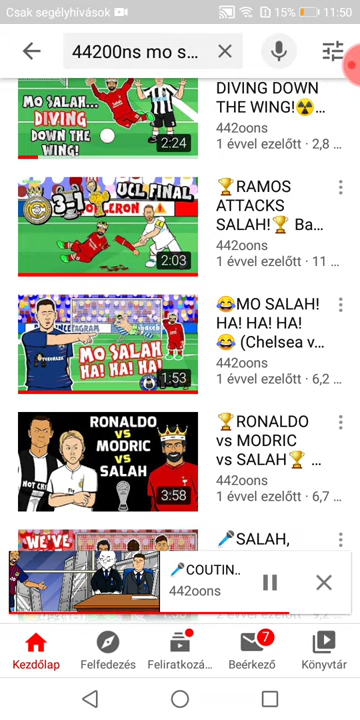 Csak segélyhívások
15%
11:50
44200ns mo s...
MO SALAH...
DIVING
DOWN THE
WING!
2:24
DIVING DOWN
THE WING!☢️...
442oons
1 évvel ezelőtt · 2,8 ...
3-1
UCL FINAL
2:03
🏆RAMOS
ATTACKS
SALAH!🏆 Ba...
442oons
1 évvel ezelőtt · 11 ...
MO SALAH
HA! HA! HA!
1:53
😂MO SALAH!
HA! HA! HA!
😂 (Chelsea v...
442oons
1 évvel ezelőtt · 6,2 ...
RONALDO
VS
MODRIC
VS
SALAH
3:58
🏆RONALDO
vs MODRIC
vs SALAH🏆 ...
442oons
1 évvel ezelőtt · 6,7 ...
WE'VE
🎤SALAH,
🎤COUTIN..
442oons
7
Kezdőlap
Felfedezés
Feliratkozá...
Beérkező
Könyvtár